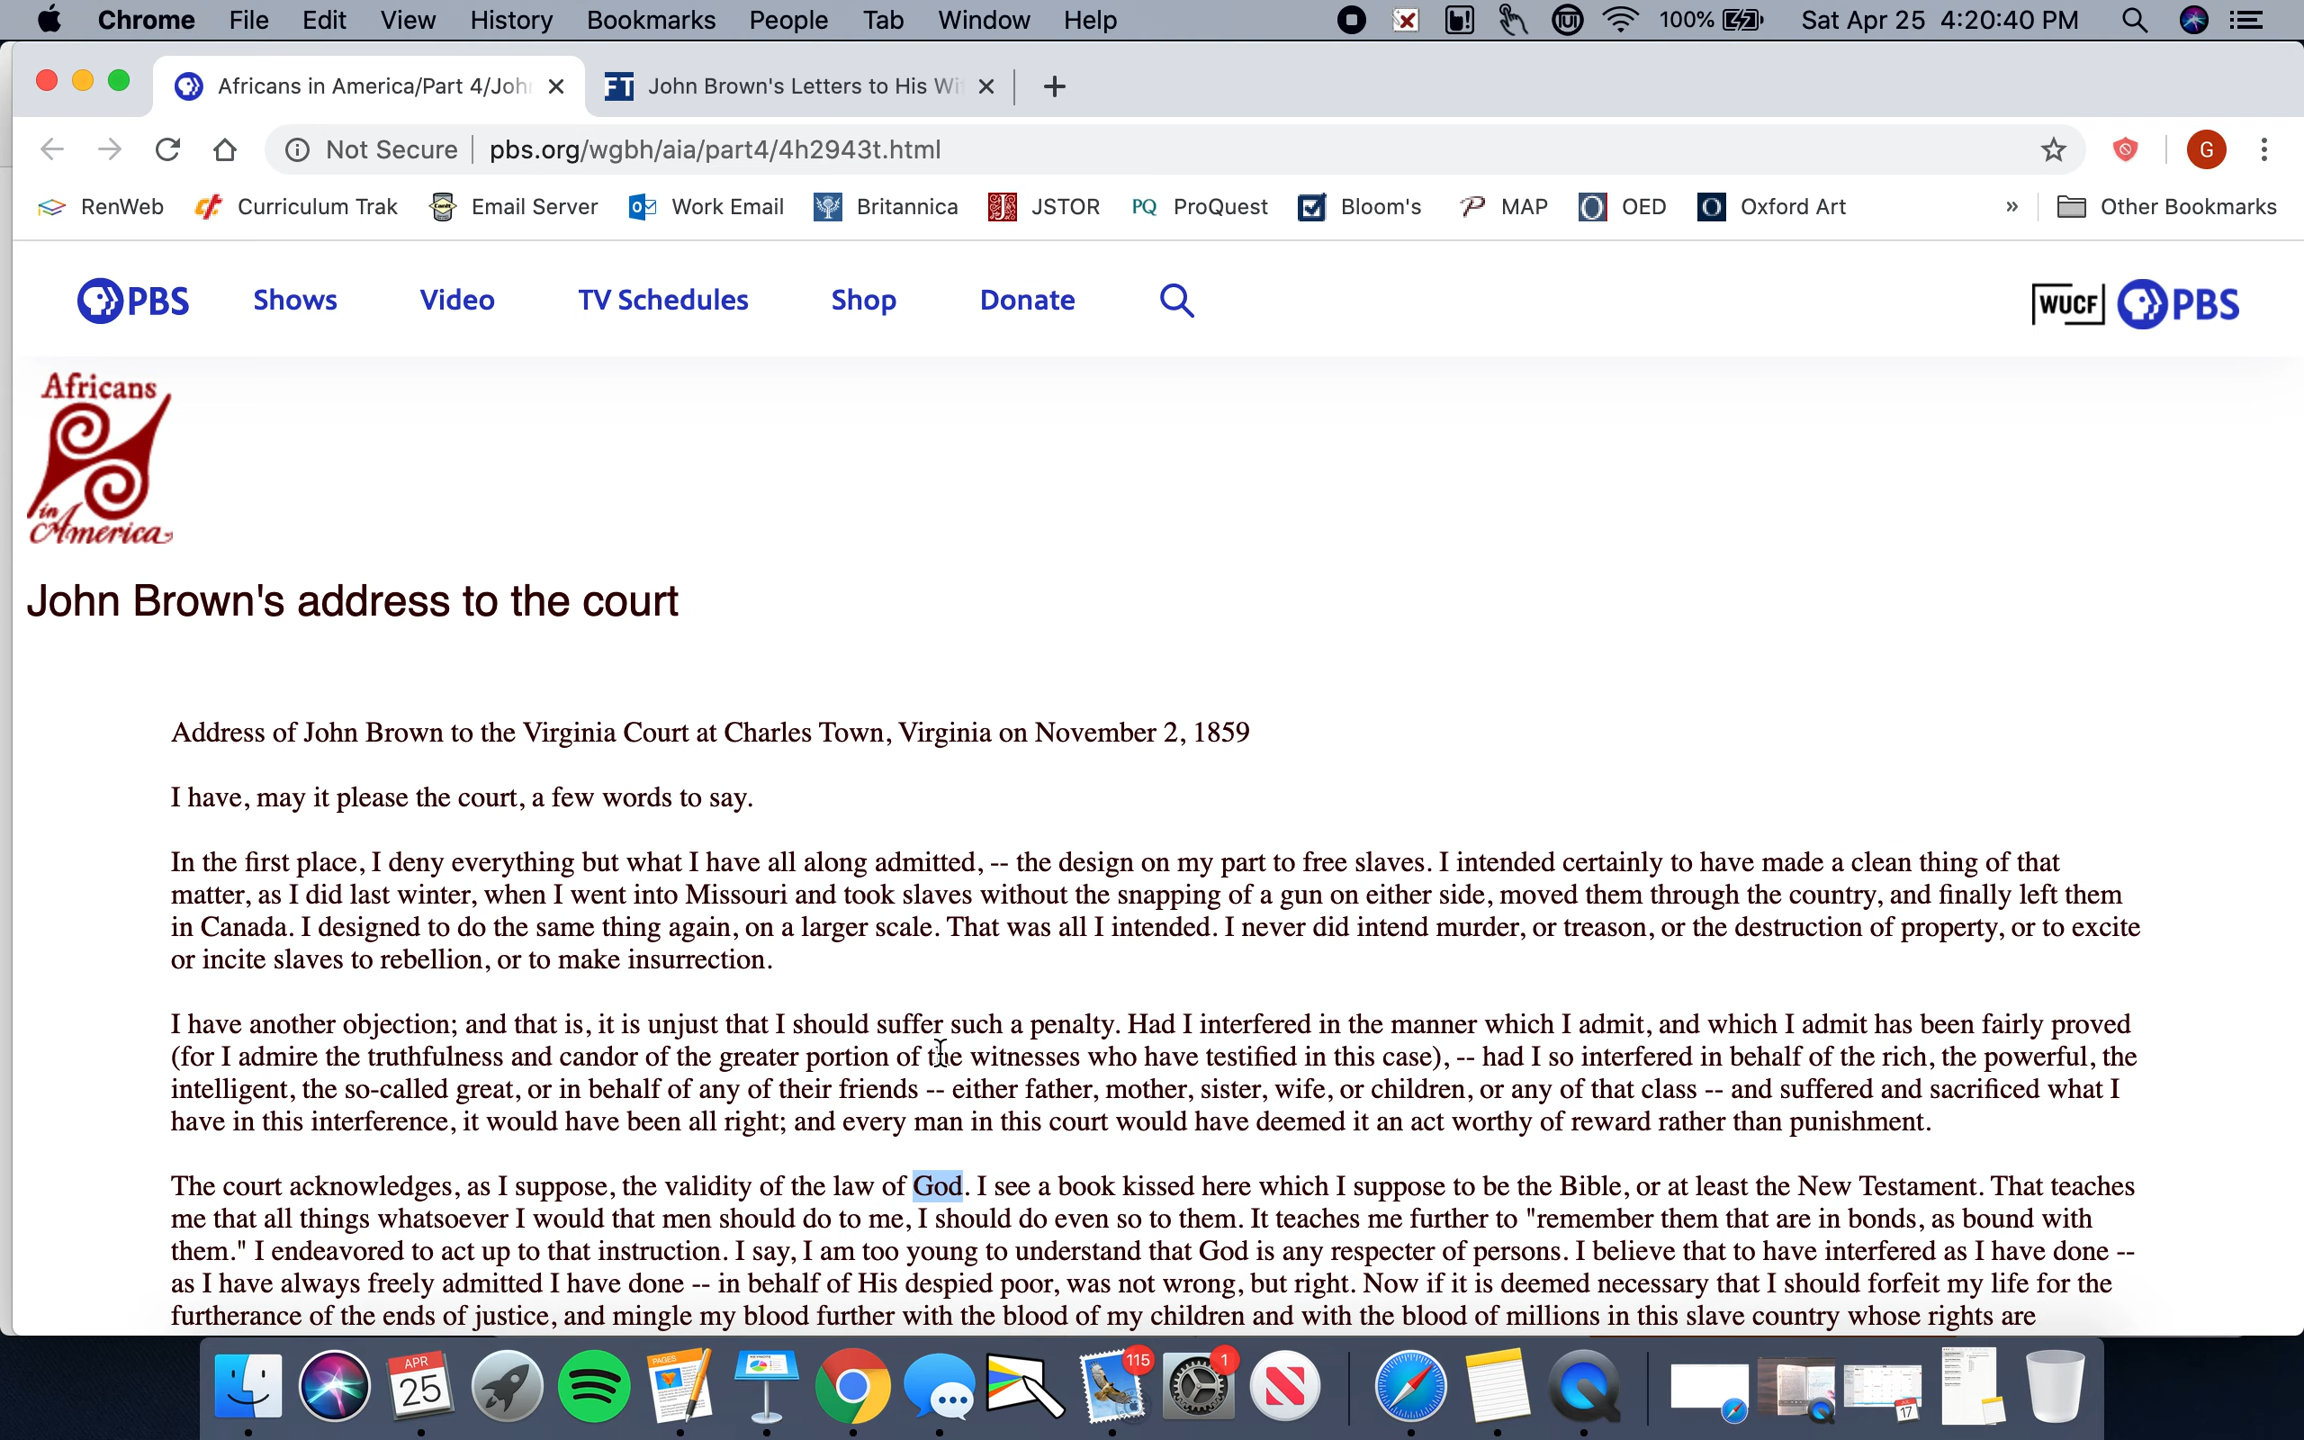 Chrome File Edit View History Bookmarks People Tab Window Help 100% Sat Apr 25 4:20:40 PM
Africans in America/Part 4/Joh John Brown's Letters to His Wi
Not Secure pbs.org/wgbh/aia/part4/4h2943t.html G
RenWeb Curriculum Trak Email Server Work Email Britannica JSTOR PQ ProQuest Bloom's MAP OED Oxford Art » Other Bookmarks
PBS Shows Video TV Schedules Shop Donate WUCF PBS
Africans
in
America
John Brown's address to the court
Address of John Brown to the Virginia Court at Charles Town, Virginia on November 2, 1859
I have, may it please the court, a few words to say.
In the first place, I deny everything but what I have all along admitted, -- the design on my part to free slaves. I intended certainly to have made a clean thing of that
matter, as I did last winter, when I went into Missouri and took slaves without the snapping of a gun on either side, moved them through the country, and finally left them
in Canada. I designed to do the same thing again, on a larger scale. That was all I intended. I never did intend murder, or treason, or the destruction of property, or to excite
or incite slaves to rebellion, or to make insurrection.
I have another objection; and that is, it is unjust that I should suffer such a penalty. Had I interfered in the manner which I admit, and which I admit has been fairly proved
(for I admire the truthfulness and candor of the greater portion of the witnesses who have testified in this case), -- had I so interfered in behalf of the rich, the powerful, the
intelligent, the so-called great, or in behalf of any of their friends -- either father, mother, sister, wife, or children, or any of that class -- and suffered and sacrificed what I
have in this interference, it would have been all right; and every man in this court would have deemed it an act worthy of reward rather than punishment.
The court acknowledges, as I suppose, the validity of the law of God. I see a book kissed here which I suppose to be the Bible, or at least the New Testament. That teaches
me that all things whatsoever I would that men should do to me, I should do even so to them. It teaches me further to "remember them that are in bonds, as bound with
them." I endeavored to act up to that instruction. I say, I am too young to understand that God is any respecter of persons. I believe that to have interfered as I have done --
as I have always freely admitted I have done -- in behalf of His despied poor, was not wrong, but right. Now if it is deemed necessary that I should forfeit my life for the
furtherance of the ends of justice, and mingle my blood further with the blood of my children and with the blood of millions in this slave country whose rights are
APR
25
PAGES
115
1
17